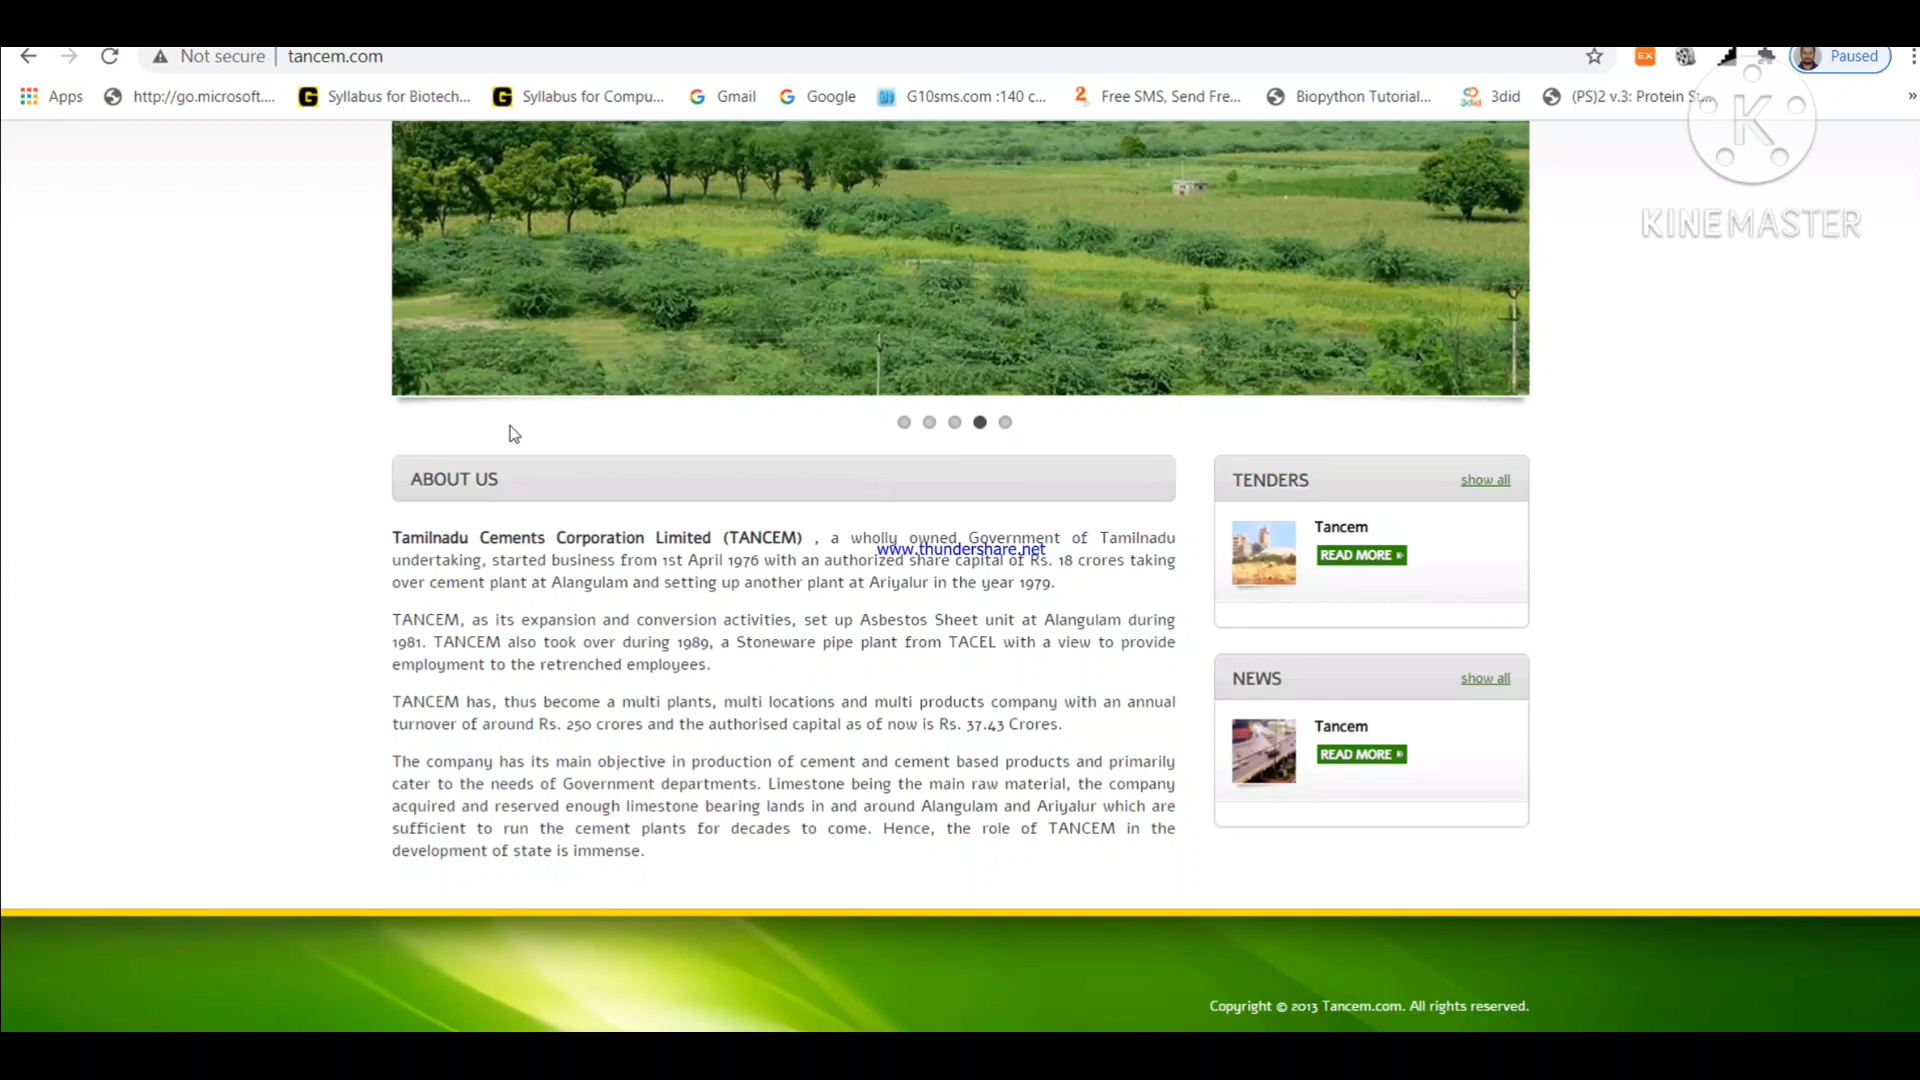 Not secure | tancem.com
EX
Paused
Apps http://go.microsoft.... Syllabus for Biotech... Syllabus for Compu... Gmail Google G10sms.com :140 c... Free SMS, Send Fre... Biopython Tutorial... 3did (PS)2 v.3: Protein St... »
K
KINEMASTER
ABOUT US
Tamilnadu Cements Corporation Limited (TANCEM) , a wholly owned Government of Tamilnadu
www.thundershare.net
undertaking, started business from 1st April 1976 with an authorized share capital of Rs. 18 crores taking
over cement plant at Alangulam and setting up another plant at Ariyalur in the year 1979.
TANCEM, as its expansion and conversion activities, set up Asbestos Sheet unit at Alangulam during
1981. TANCEM also took over during 1989, a Stoneware pipe plant from TACEL with a view to provide
employment to the retrenched employees.
TANCEM has, thus become a multi plants, multi locations and multi products company with an annual
turnover of around Rs. 250 crores and the authorised capital as of now is Rs. 37.43 Crores.
The company has its main objective in production of cement and cement based products and primarily
cater to the needs of Government departments. Limestone being the main raw material, the company
acquired and reserved enough limestone bearing lands in and around Alangulam and Ariyalur which are
sufficient to run the cement plants for decades to come. Hence, the role of TANCEM in the
development of state is immense.
TENDERS show all
Tancem
READ MORE
NEWS show all
Tancem
READ MORE
Copyright © 2013 Tancem.com. All rights reserved.